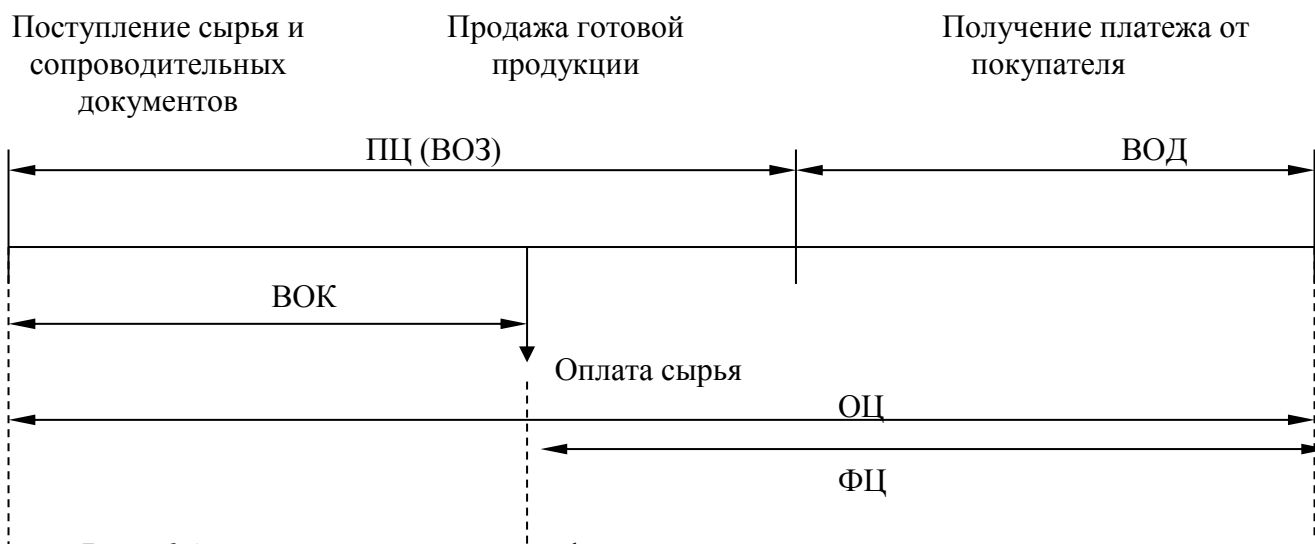 Поступление сырья и
сопроводительных
документов
Продажа готовой
продукции
Получение платежа от
покупателя
ПЦ (ВОЗ)
ВОД
ВОК
Оплата сырья
ОЦ
ФЦ